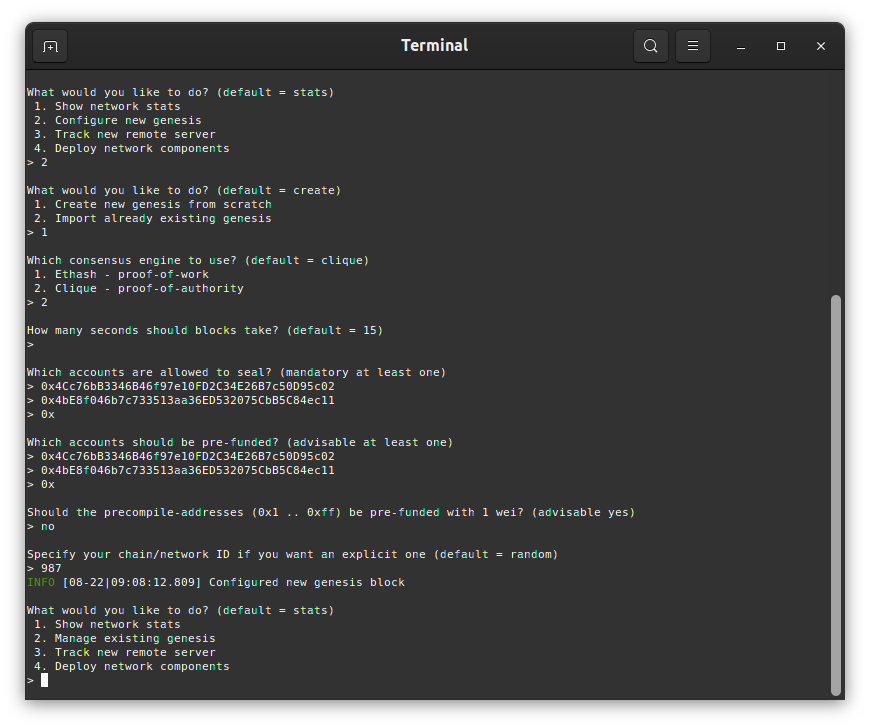 Terminal
What would you like to do? (default = stats)
1. Show network stats
2. Configure new genesis
3. Track new remote server
4. Deploy network components
> 2
What would you like to do? (default = create)
1. Create new genesis from scratch
2. Import already existing genesis
> 1
Which consensus engine to use? (default = clique)
1. Ethash - proof-of-work
2. Clique - proof-of-authority
> 2
How many seconds should blocks take? (default = 15)
>
Which accounts are allowed to seal? (mandatory at least one)
> 0x4Cc76bB3346B46f97e10FD2C34E26B7c50D95c02
> 0x4bE8f046b7c733513aa36ED532075CbB5C84ec11
> 0x
Which accounts should be pre-funded? (advisable at least one)
> 0x4Cc76bB3346B46f97e10FD2C34E26B7c50D95c02
> 0x4bE8f046b7c733513aa36ED532075CbB5C84ec11
> 0x
Should the precompile-addresses (0x1 .. 0xff) be pre-funded with 1 wei? (advisable yes)
> no
Specify your chain/network ID if you want an explicit one (default = random)
> 987
INFO [08-22|09:08:12.809] Configured new genesis block
What would you like to do? (default = stats)
1. Show network stats
2. Manage existing genesis
3. Track new remote server
4. Deploy network components
>